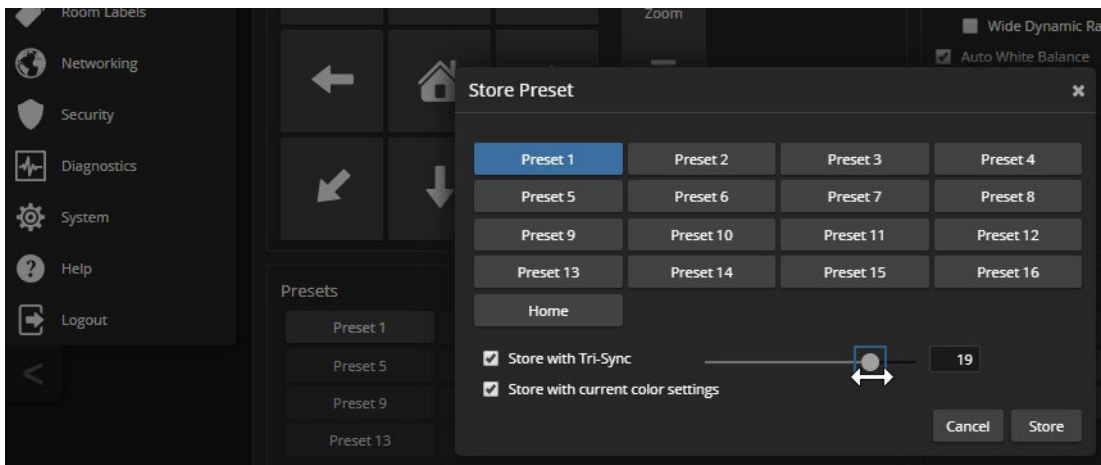 Room Labels
Networking
Security
Diagnostics
System
Help
Logout
<
Zoom
Wide Dynamic Ra
Auto White Balance
Presets
Preset 1
Preset 5
Preset 9
Preset 13
Store Preset
Preset 1 Preset 2 Preset 3 Preset 4
Preset 5 Preset 6 Preset 7 Preset 8
Preset 9 Preset 10 Preset 11 Preset 12
Preset 13 Preset 14 Preset 15 Preset 16
Home
Store with Tri-Sync 19
Store with current color settings
Cancel Store